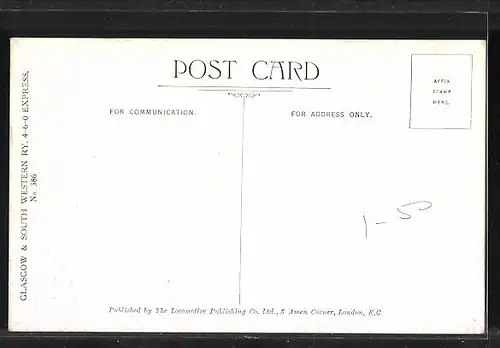 POST CARD
FOR COMMUNICATION.
FOR ADDRESS ONLY.
AFFIX
STAMP
HERE.
GLASGOW & SOUTH WESTERN RY. 4-6-0 EXPRESS.
No. 386
1-50
Published by The Locomotive Publishing Co. Ltd., 3 Amen Corner, London, E.C